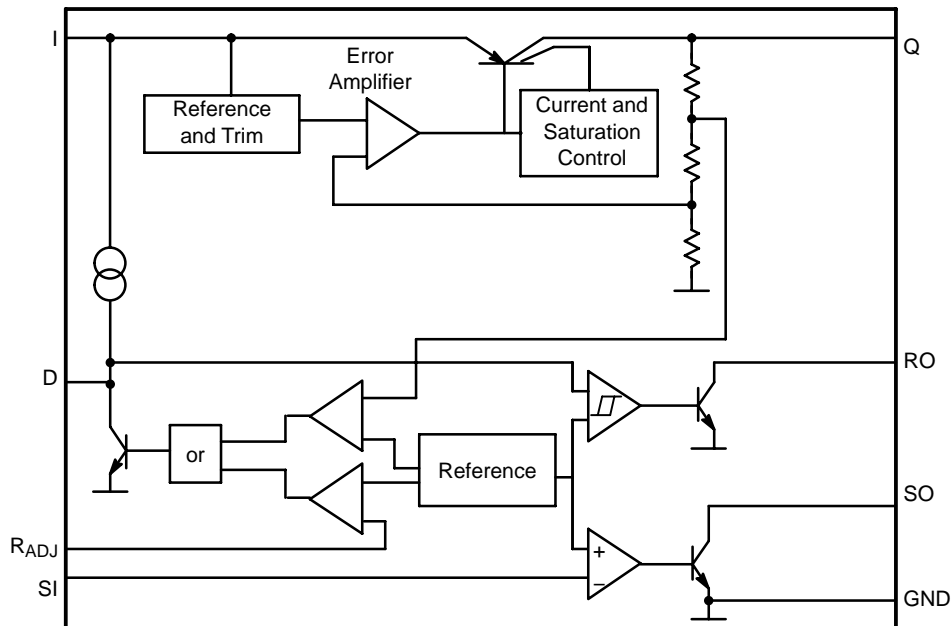 I
Q
Error
Amplifier
Reference
and Trim
Current and
Saturation
Control
RO
D
or
Reference
SO
RADJ
+
−
SI
GND